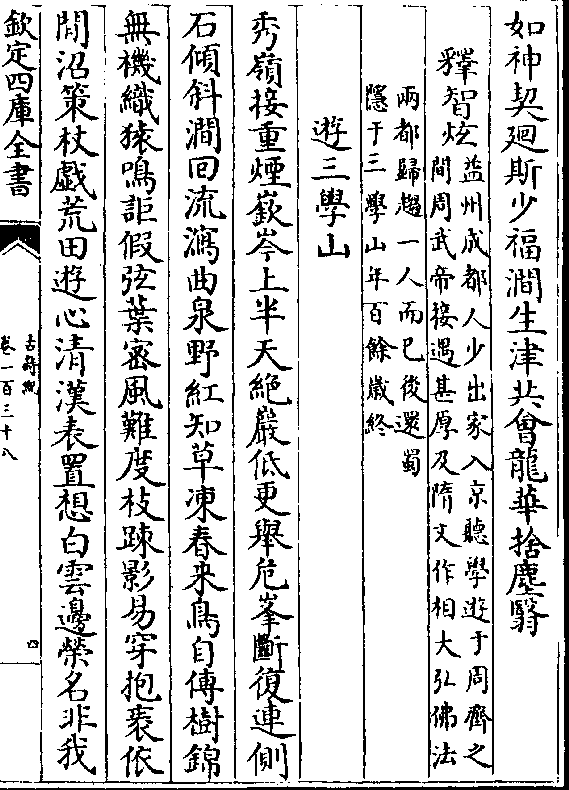 如神契廻斯少福澗生津共會龍華捨塵翳
釋智炫益州成都人少出家入京聽學遊于周齊之
間周武帝接遇甚厚及隋文作相大弘佛法
兩都歸趨一人而已後還蜀
隱于三學山年百餘歲終
遊三學山
秀嶺接重煙嶔岑上半天絶巖低更舉危峯斷復連側
石傾斜澗回流瀉曲泉野紅知草凍春来鳥自傳樹錦
無機織猿鳴詎假弦葉密風難度枝踈影易穿抱袠依
閒沼策杖戱荒田遊心清漢表置想白雲邊榮名非我
欽定四庫全書
古詩紀
卷一百三十八
四